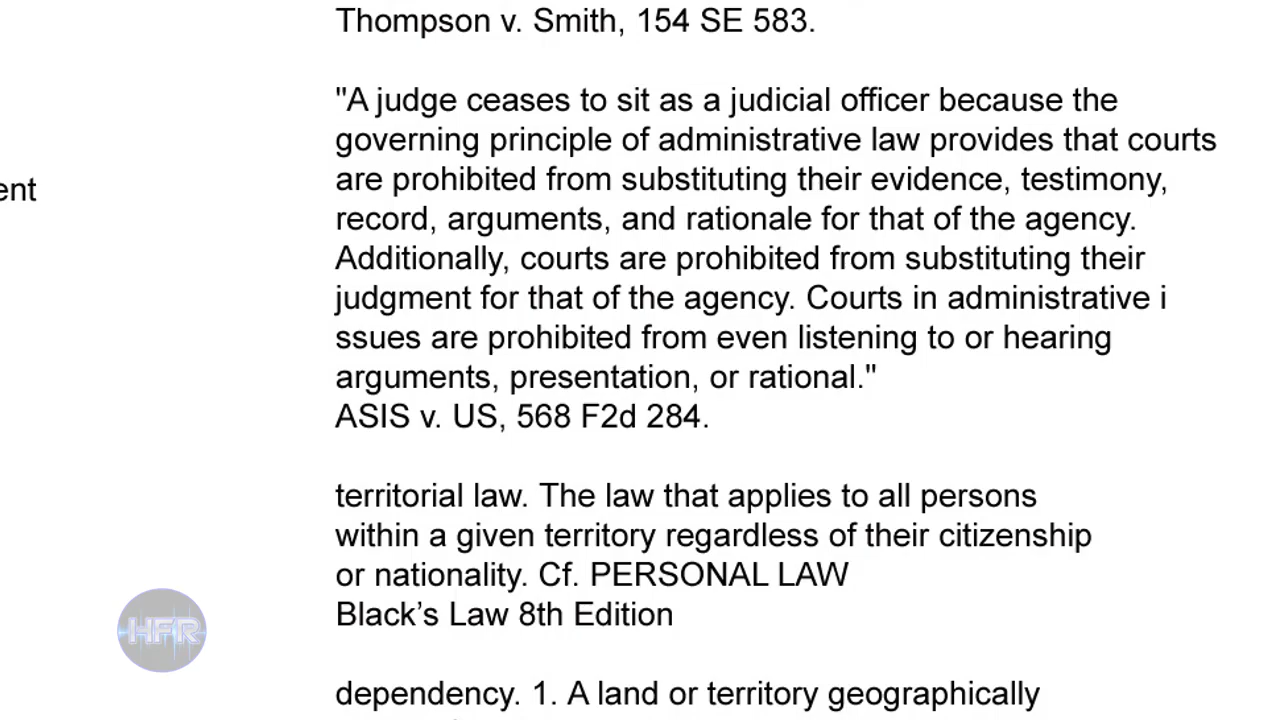 Thompson v. Smith, 154 SE 583.
"A judge ceases to sit as a judicial officer because the
governing principle of administrative law provides that courts
ent
are prohibited from substituting their evidence, testimony,
record, arguments, and rationale for that of the agency.
Additionally, courts are prohibited from substituting their
judgment for that of the agency. Courts in administrative i
ssues are prohibited from even listening to or hearing
arguments, presentation, or rational."
ASIS v. US, 568 F2d 284.
territorial law. The law that applies to all persons
within a given territory regardless of their citizenship
or nationality. Cf. PERSONAL LAW
Black’s Law 8th Edition
HFR
dependency. 1. A land or territory geographically